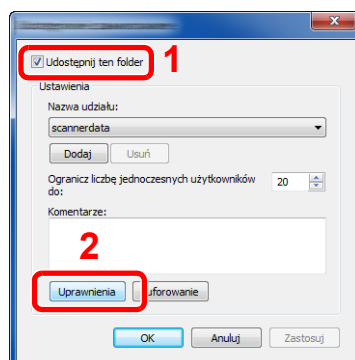 Udostępnij ten folder
1
Ustawienia
Nazwa udziału:
scannerdata
Dodaj Usuń
Ogranicz liczbę jednoczesnych użytkowników do:
20
Komentarze:
2
Uprawnienia uforowanie
OK Anuluj Zastosuj